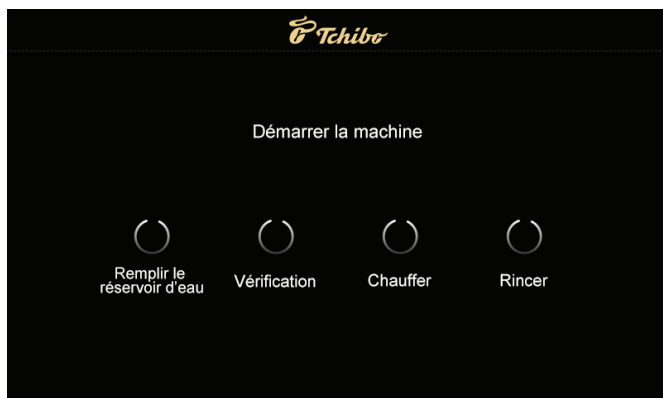 Tchibo
Démarrer la machine
Remplir le
réservoir d'eau
Vérification
Chauffer
Rincer